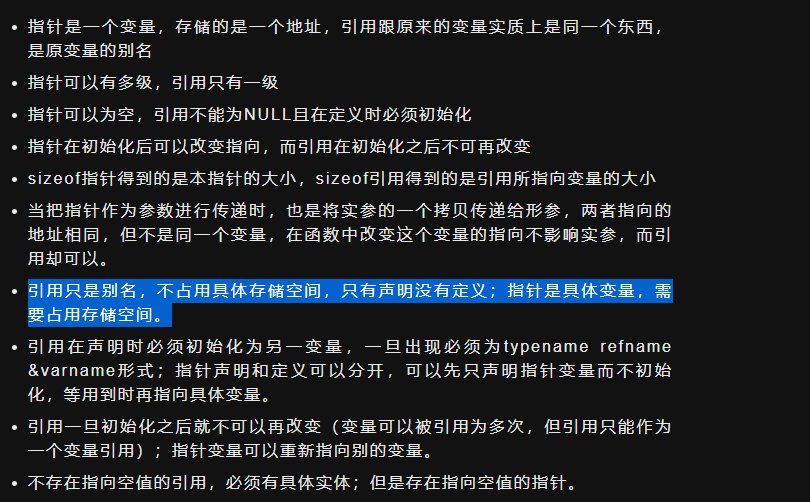 指针是一个变量，存储的是一个地址，引用跟原来的变量实质上是同一个东西，
是原变量的别名
指针可以有多级，引用只有一级
指针可以为空，引用不能为NULL且在定义时必须初始化
指针在初始化后可以改变指向，而引用在初始化之后不可再改变
sizeof指针得到的是本指针的大小，sizeof引用得到的是引用所指向变量的大小
当把指针作为参数进行传递时，也是将实参的一个拷贝传递给形参，两者指向的
地址相同，但不是同一个变量，在函数中改变这个变量的指向不影响实参，而引
用却可以。
引用只是别名，不占用具体存储空间，只有声明没有定义；指针是具体变量，需
要占用存储空间。
引用在声明时必须初始化为另一变量，一旦出现必须为typename refname
&varname形式；指针声明和定义可以分开，可以先只声明指针变量而不初始
化，等用到时再指向具体变量。
引用一旦初始化之后就不可以再改变（变量可以被引用为多次，但引用只能作为
一个变量引用）；指针变量可以重新指向别的变量。
不存在指向空值的引用，必须有具体实体；但是存在指向空值的指针。